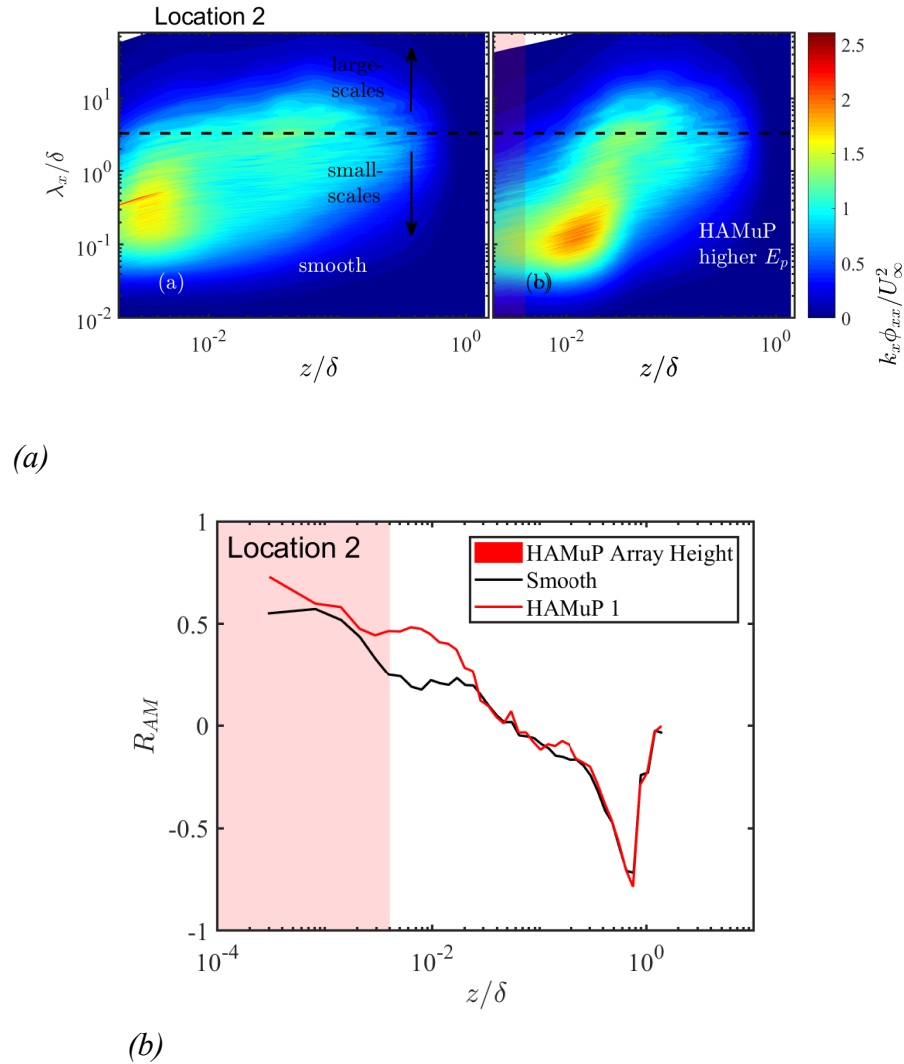 Location 2
large-
scales
small-
scales
smooth
(a)
HAMuP
higher E_p
(b)
10^1
10^0
10^-1
10^-2
λ_x/δ
10^-2
10^0
z/δ
10^-2
10^0
z/δ
2.5
2
1.5
1
0.5
0
k_xϕ_xx/U_∞^2
(a)
Location 2
HAMuP Array Height
Smooth
HAMuP 1
1
0.5
0
-0.5
-1
R_AM
10^-4
10^-2
10^0
z/δ
(b)